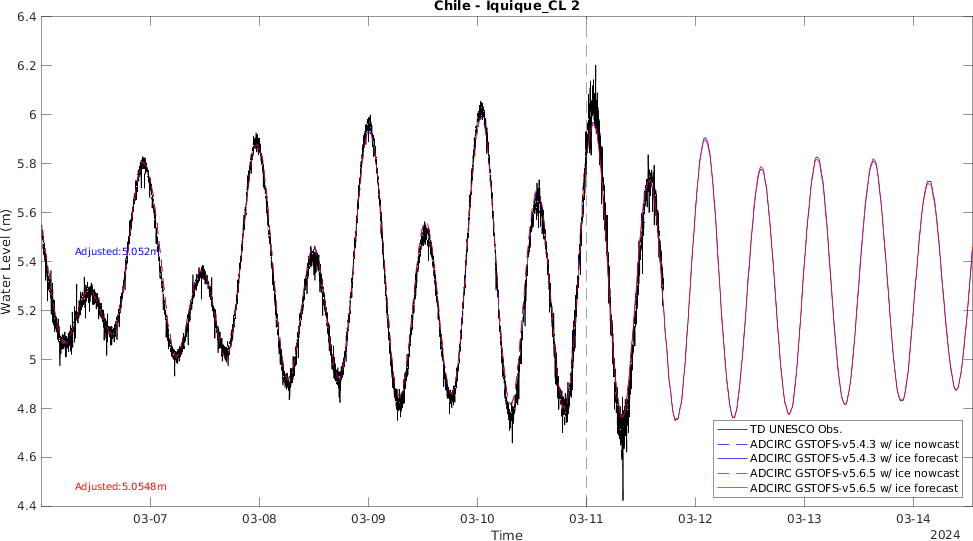 Chile - Iquique_CL 2
6.4
6.2
6
5.8
5.6
5.4
5.2
5
4.8
4.6
4.4
Water Level (m)
Adjusted:5.052m
Adjusted:5.0548m
TD UNESCO Obs.
ADCIRC GSTOFS-v5.4.3 w/ ice nowcast
ADCIRC GSTOFS-v5.4.3 w/ ice forecast
ADCIRC GSTOFS-v5.6.5 w/ ice nowcast
ADCIRC GSTOFS-v5.6.5 w/ ice forecast
03-07 03-08 03-09 03-10 03-11 03-12 03-13 03-14
Time
2024